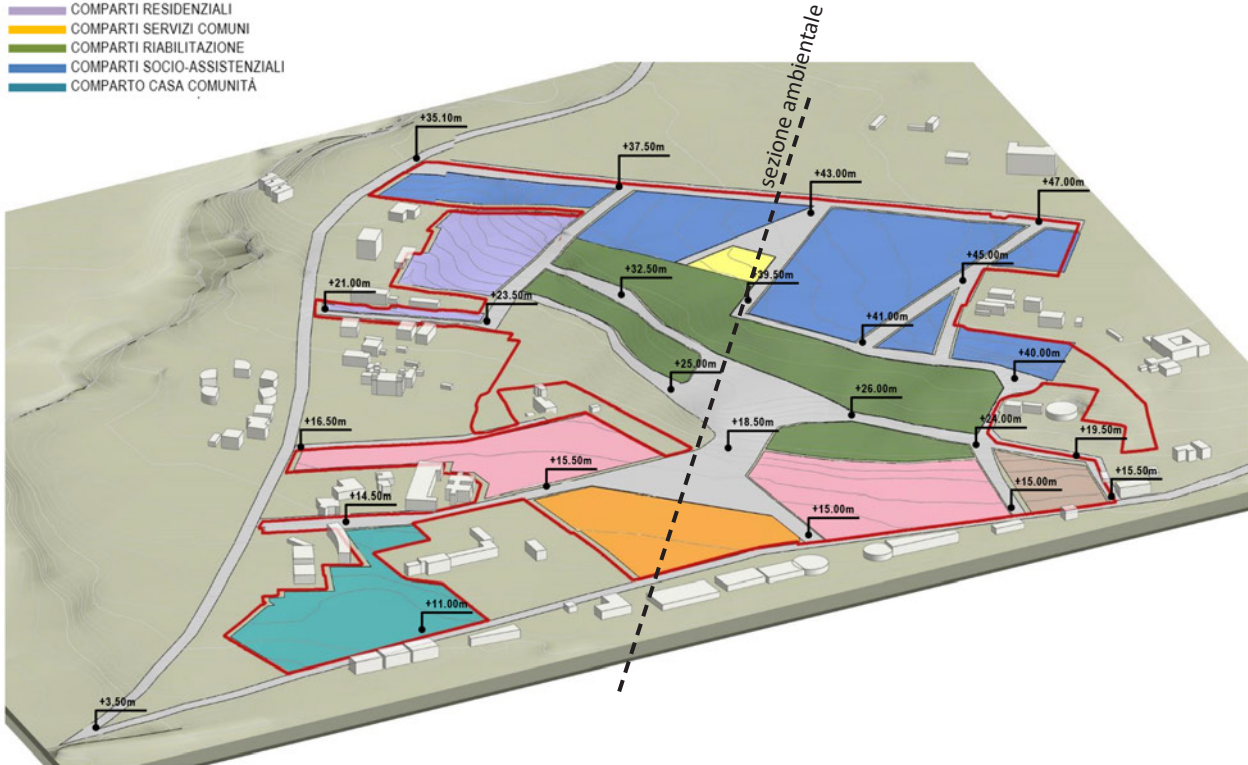 COMPARTI RESIDENZIALI
COMPARTI SERVIZI COMUNI
COMPARTI RIABILITAZIONE
COMPARTI SOCIO-ASSISTENZIALI
COMPARTO CASA COMUNITÀ
sezione ambientale
+35.10m
+37.50m
+43.00m
+47.00m
+45.00m
+32.50m
+39.50m
+21.00m
+23.50m
+41.00m
+40.00m
+25.00m
+26.00m
+24.00m
+16.50m
+18.50m
+19.50m
+15.50m
+15.50m
+15.00m
+14.50m
+15.00m
+11.00m
+3.50m